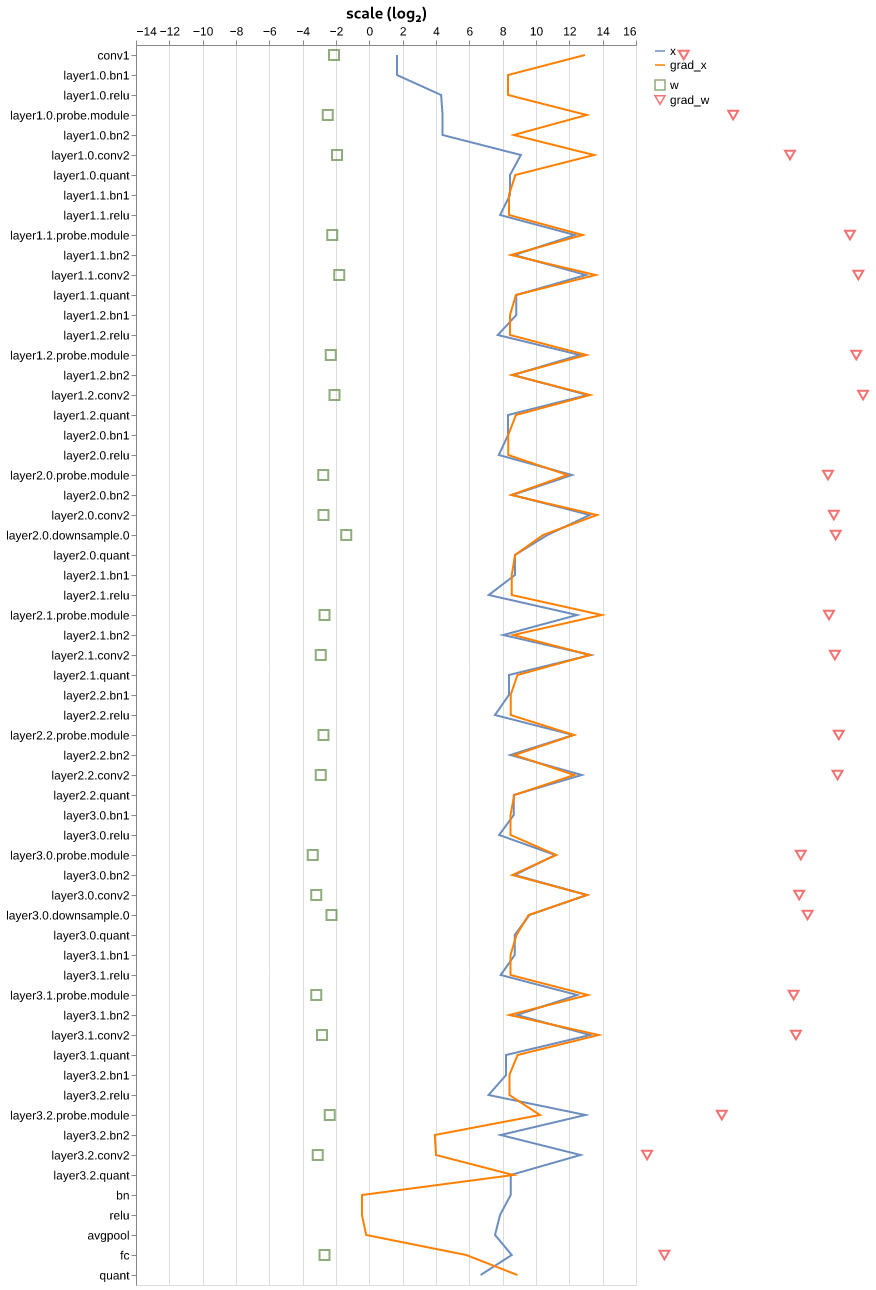 scale (log₂)
−14 −12 −10 −8 −6 −4 −2 0 2 4 6 8 10 12 14 16
conv1
layer1.0.bn1
layer1.0.relu
layer1.0.probe.module
layer1.0.bn2
layer1.0.conv2
layer1.0.quant
layer1.1.bn1
layer1.1.relu
layer1.1.probe.module
layer1.1.bn2
layer1.1.conv2
layer1.1.quant
layer1.2.bn1
layer1.2.relu
layer1.2.probe.module
layer1.2.bn2
layer1.2.conv2
layer1.2.quant
layer2.0.bn1
layer2.0.relu
layer2.0.probe.module
layer2.0.bn2
layer2.0.conv2
layer2.0.downsample.0
layer2.0.quant
layer2.1.bn1
layer2.1.relu
layer2.1.probe.module
layer2.1.bn2
layer2.1.conv2
layer2.1.quant
layer2.2.bn1
layer2.2.relu
layer2.2.probe.module
layer2.2.bn2
layer2.2.conv2
layer2.2.quant
layer3.0.bn1
layer3.0.relu
layer3.0.probe.module
layer3.0.bn2
layer3.0.conv2
layer3.0.downsample.0
layer3.0.quant
layer3.1.bn1
layer3.1.relu
layer3.1.probe.module
layer3.1.bn2
layer3.1.conv2
layer3.1.quant
layer3.2.bn1
layer3.2.relu
layer3.2.probe.module
layer3.2.bn2
layer3.2.conv2
layer3.2.quant
bn
relu
avgpool
fc
quant
x
grad_x
w
grad_w